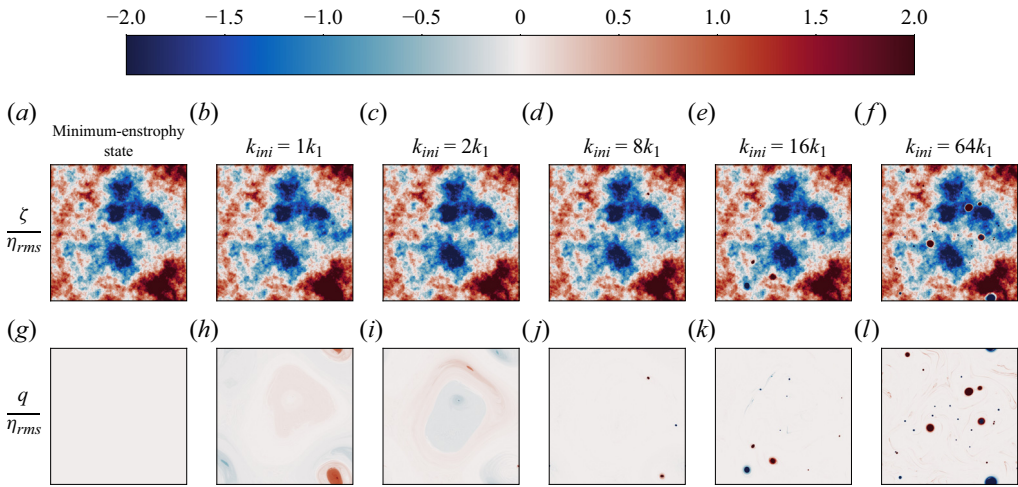 −2.0 −1.5 −1.0 −0.5 0 0.5 1.0 1.5 2.0
(a) (b) (c) (d) (e) (f)
Minimum-enstrophy
state
k_ini = 1k_1 k_ini = 2k_1 k_ini = 8k_1 k_ini = 16k_1 k_ini = 64k_1
ζ
η_rms
(g) (h) (i) (j) (k) (l)
q
η_rms